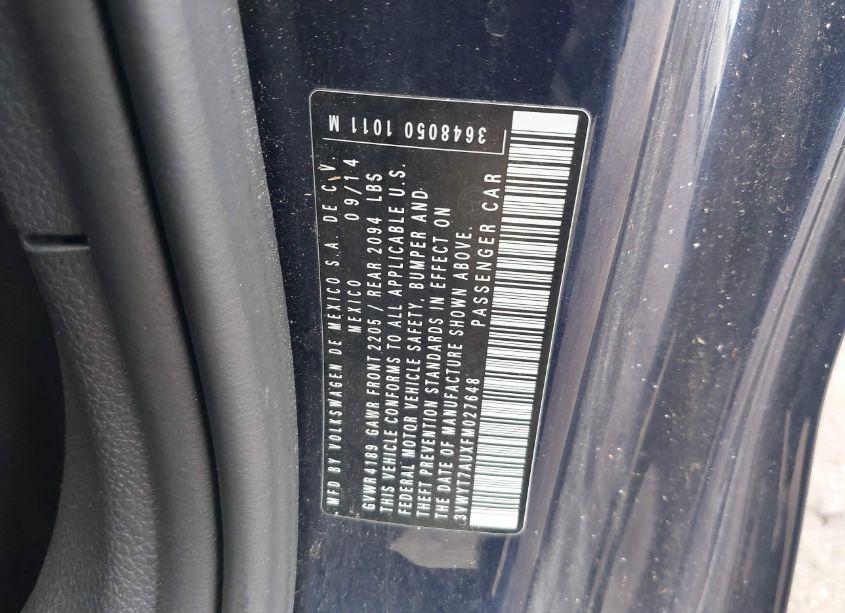 MFD BY VOLKSWAGEN DE MEXICO S.A. DE C.V.
MEXICO 09/14
GVWR 4189 GAWR FRONT 2205 / REAR 2094 LBS
THIS VEHICLE CONFORMS TO ALL APPLICABLE U.S.
FEDERAL MOTOR VEHICLE SAFETY, BUMPER AND
THEFT PREVENTION STANDARDS IN EFFECT ON
THE DATE OF MANUFACTURE SHOWN ABOVE.
3VWYT7AUXFM027648 PASSENGER CAR
3648050 1011 M